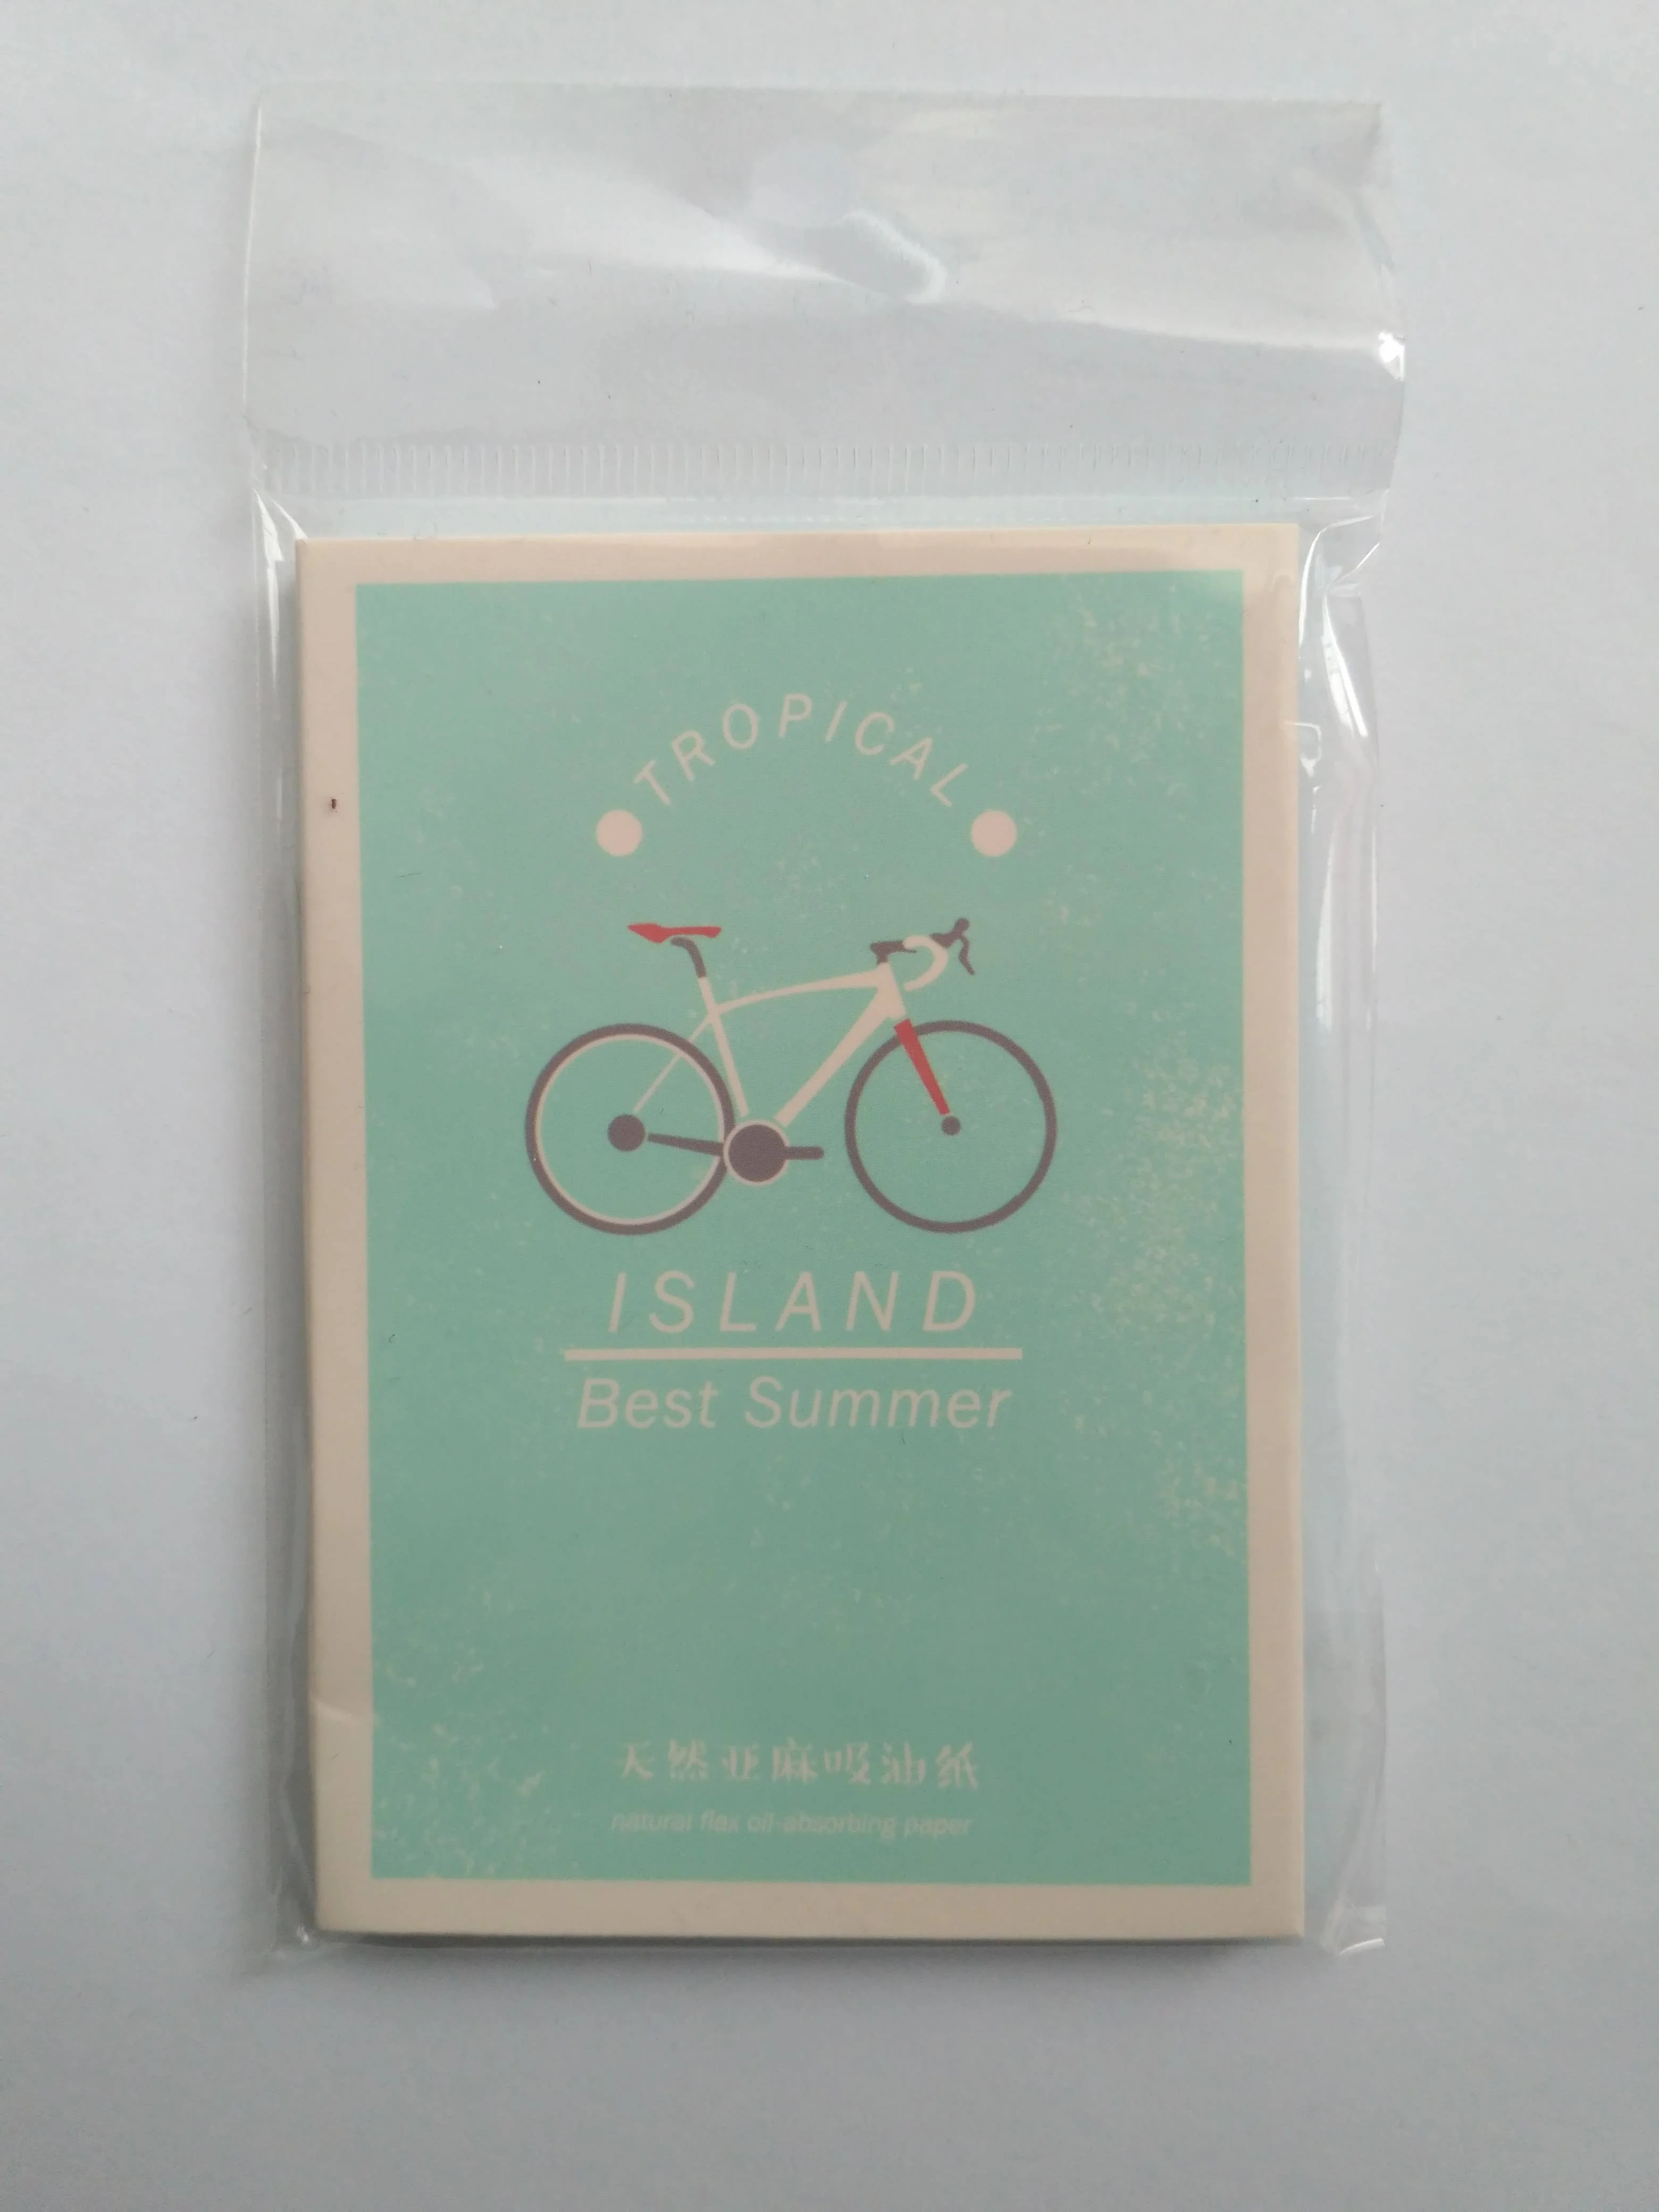 TROPICAL
ISLAND
Best Summer
天然亚麻吸油纸
natural flax oil-absorbing paper